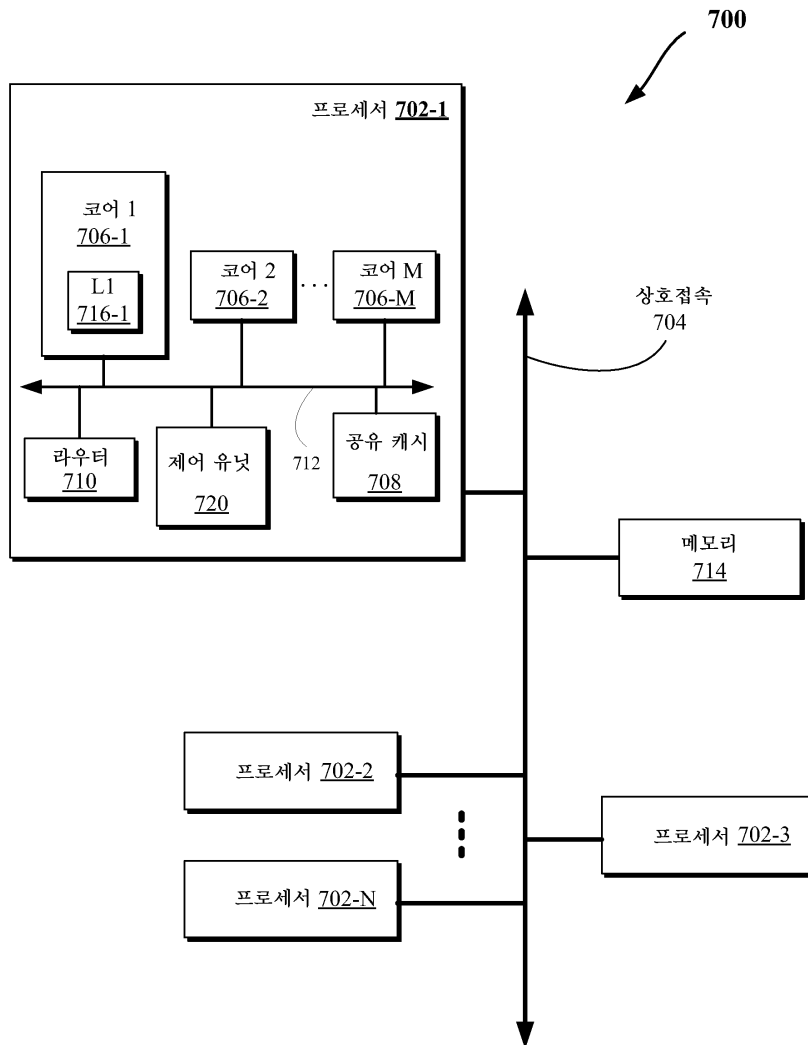 700
프로세서 702-1
코어 1
706-1
L1
716-1
코어 2
706-2
...
코어 M
706-M
상호접속
704
라우터
710
제어 유닛
720
712
공유 캐시
708
메모리
714
프로세서 702-2
프로세서 702-3
프로세서 702-N